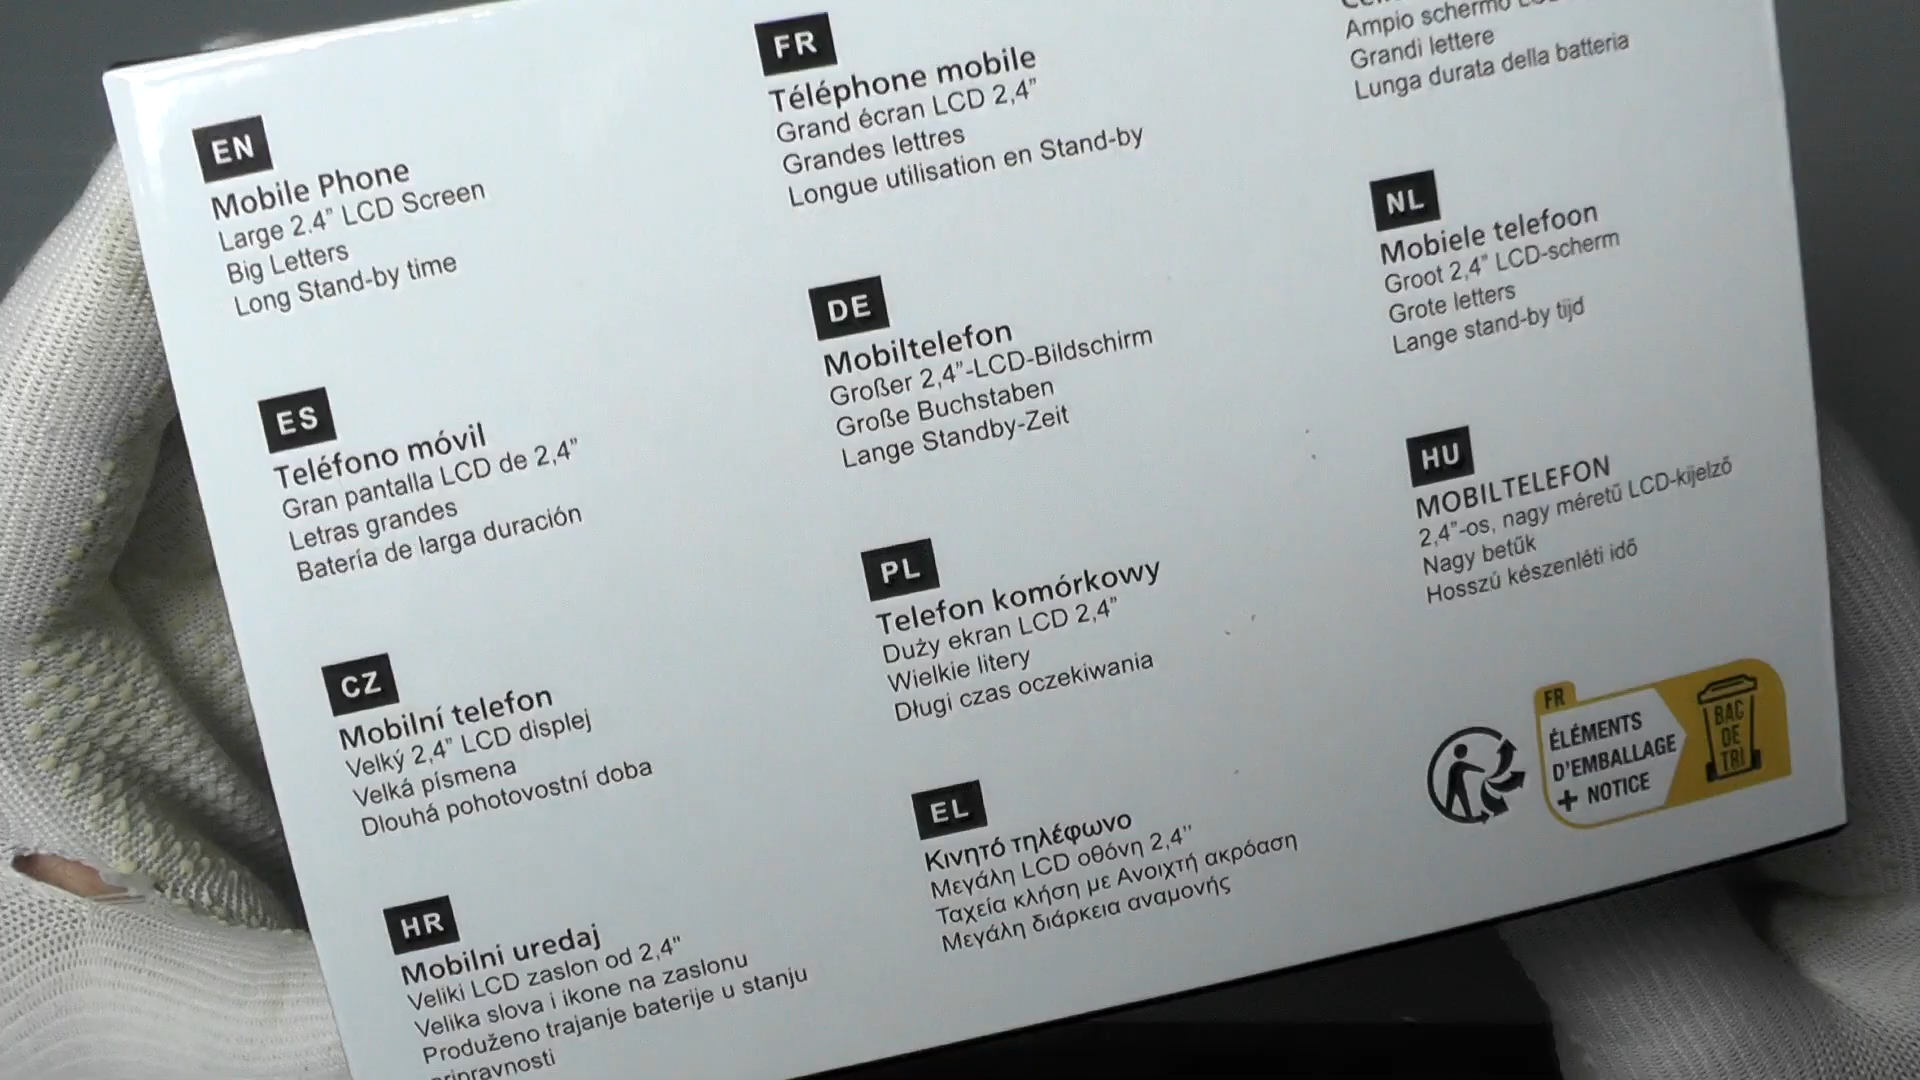 EN
Mobile Phone
Large 2.4” LCD Screen
Big Letters
Long Stand-by time
ES
Teléfono móvil
Gran pantalla LCD de 2,4”
Letras grandes
Batería de larga duración
CZ
Mobilní telefon
Velký 2,4” LCD displej
Velká písmena
Dlouhá pohotovostní doba
HR
Mobilni uredaj
Veliki LCD zaslon od 2,4"
Velika slova i ikone na zaslonu
Produženo trajanje baterije u stanju
pripravnosti
FR
Téléphone mobile
Grand écran LCD 2,4”
Grandes lettres
Longue utilisation en Stand-by
DE
Mobiltelefon
Großer 2,4”-LCD-Bildschirm
Große Buchstaben
Lange Standby-Zeit
PL
Telefon komórkowy
Duży ekran LCD 2,4”
Wielkie litery
Długi czas oczekiwania
EL
Κινητό τηλέφωνο
Μεγάλη LCD οθόνη 2,4''
Ταχεία κλήση με Ανοιχτή ακρόαση
Μεγάλη διάρκεια αναμονής
Ampio schermo
Grandi lettere
Lunga durata della batteria
NL
Mobiele telefoon
Groot 2,4” LCD-scherm
Grote letters
Lange stand-by tijd
HU
MOBILTELEFON
2,4”-os, nagy méretű LCD-kijelző
Nagy betűk
Hosszú készenléti idő
FR
ÉLÉMENTS
D'EMBALLAGE
+ NOTICE
BAC
DE
TRI